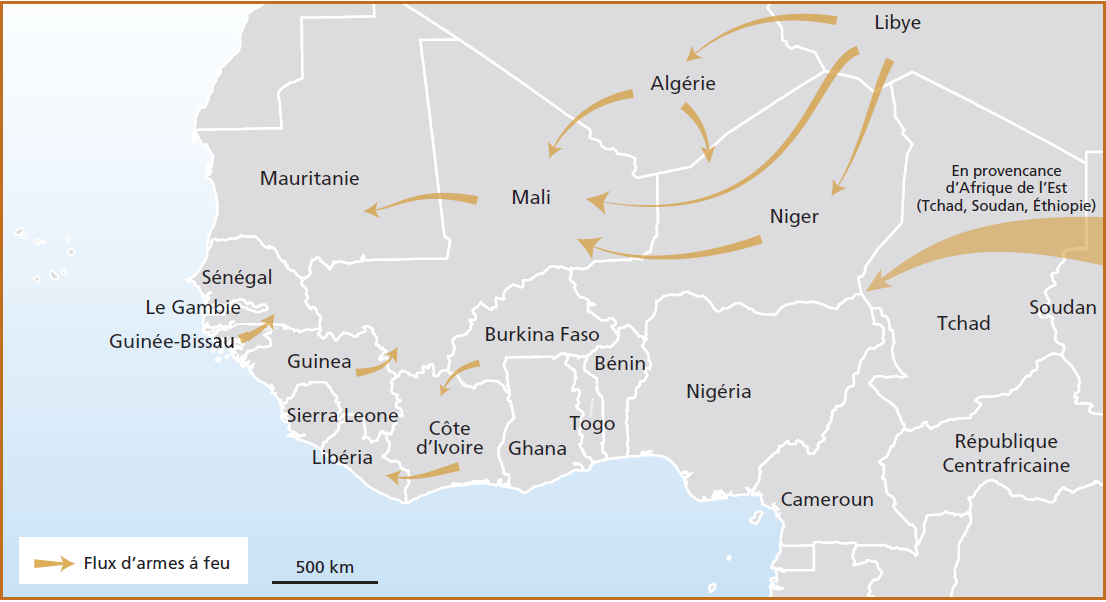 Libye
Algérie
En provenance
d'Afrique de l'Est
(Tchad, Soudan, Éthiopie)
Mauritanie
Mali
Niger
Sénégal
Le Gambie
Guinée-Bissau
Guinea
Burkina Faso
Bénin
Soudan
Tchad
Nigéria
Sierra Leone
Côte
d'Ivoire
Togo
Ghana
Libéria
République
Centrafricaine
Cameroun
Flux d'armes á feu
500 km